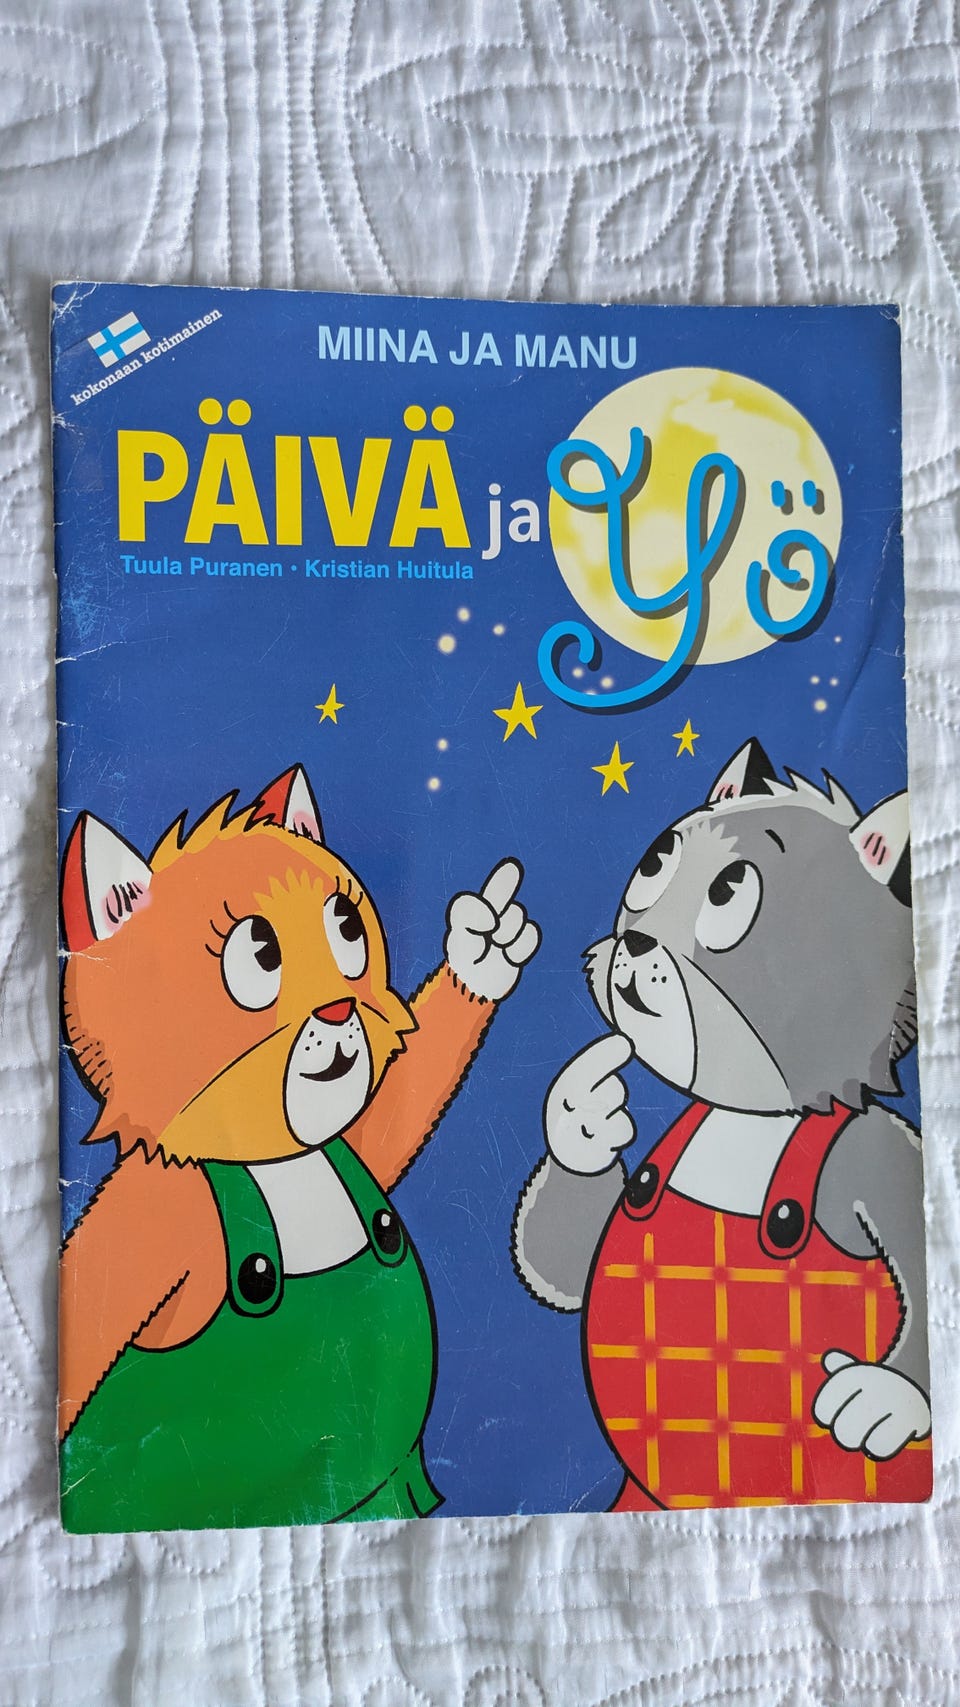 kokonaan kotimainen
MIINA JA MANU
PÄIVÄ ja Yö
Tuula Puranen • Kristian Huitula